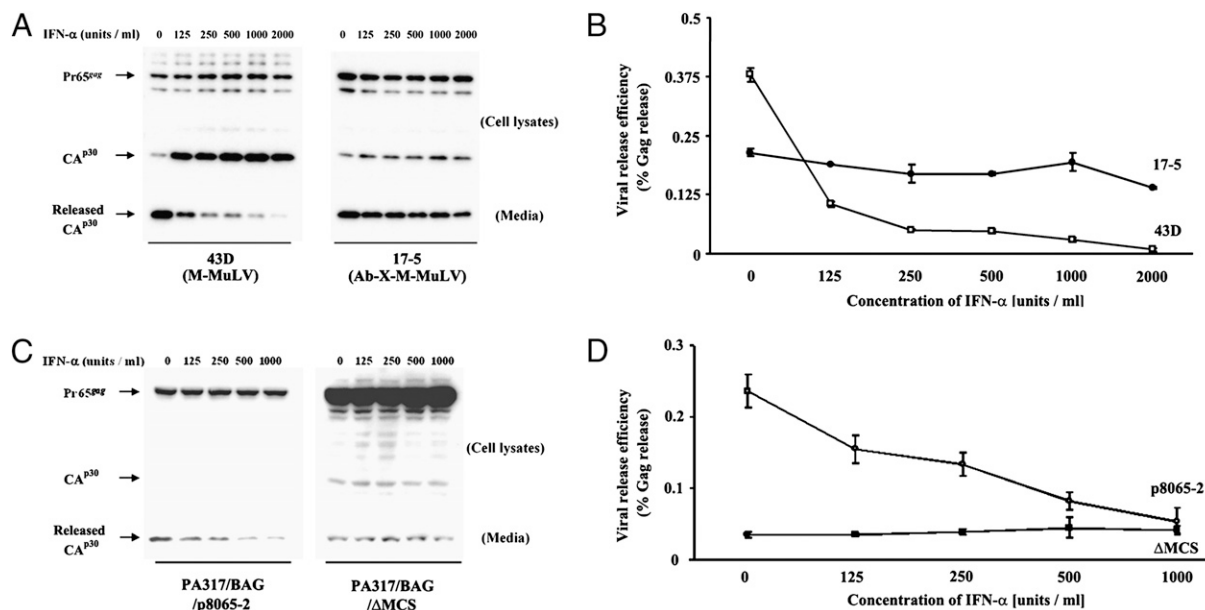 A
IFN-α (units / ml) 0 125 250 500 1000 2000 0 125 250 500 1000 2000
Pr65gag
(Cell lysates)
CAp30
Released
CAp30
(Media)
43D
(M-MuLV)
17-5
(Ab-X-M-MuLV)
B
Viral release efficiency
(% Gag release)
0.5
0.375
0.25
0.125
0
17-5
43D
0 125 250 500 1000 2000
Concentration of IFN-α [units / ml]
C
IFN-α (units / ml) 0 125 250 500 1000 0 125 250 500 1000
Pr65gag
(Cell lysates)
CAp30
Released
CAp30
(Media)
PA317/BAG
/p8065-2
PA317/BAG
/ΔMCS
D
Viral release efficiency
(% Gag release)
0.3
0.2
0.1
0
p8065-2
ΔMCS
0 125 250 500 1000
Concentration of IFN-α [units / ml]